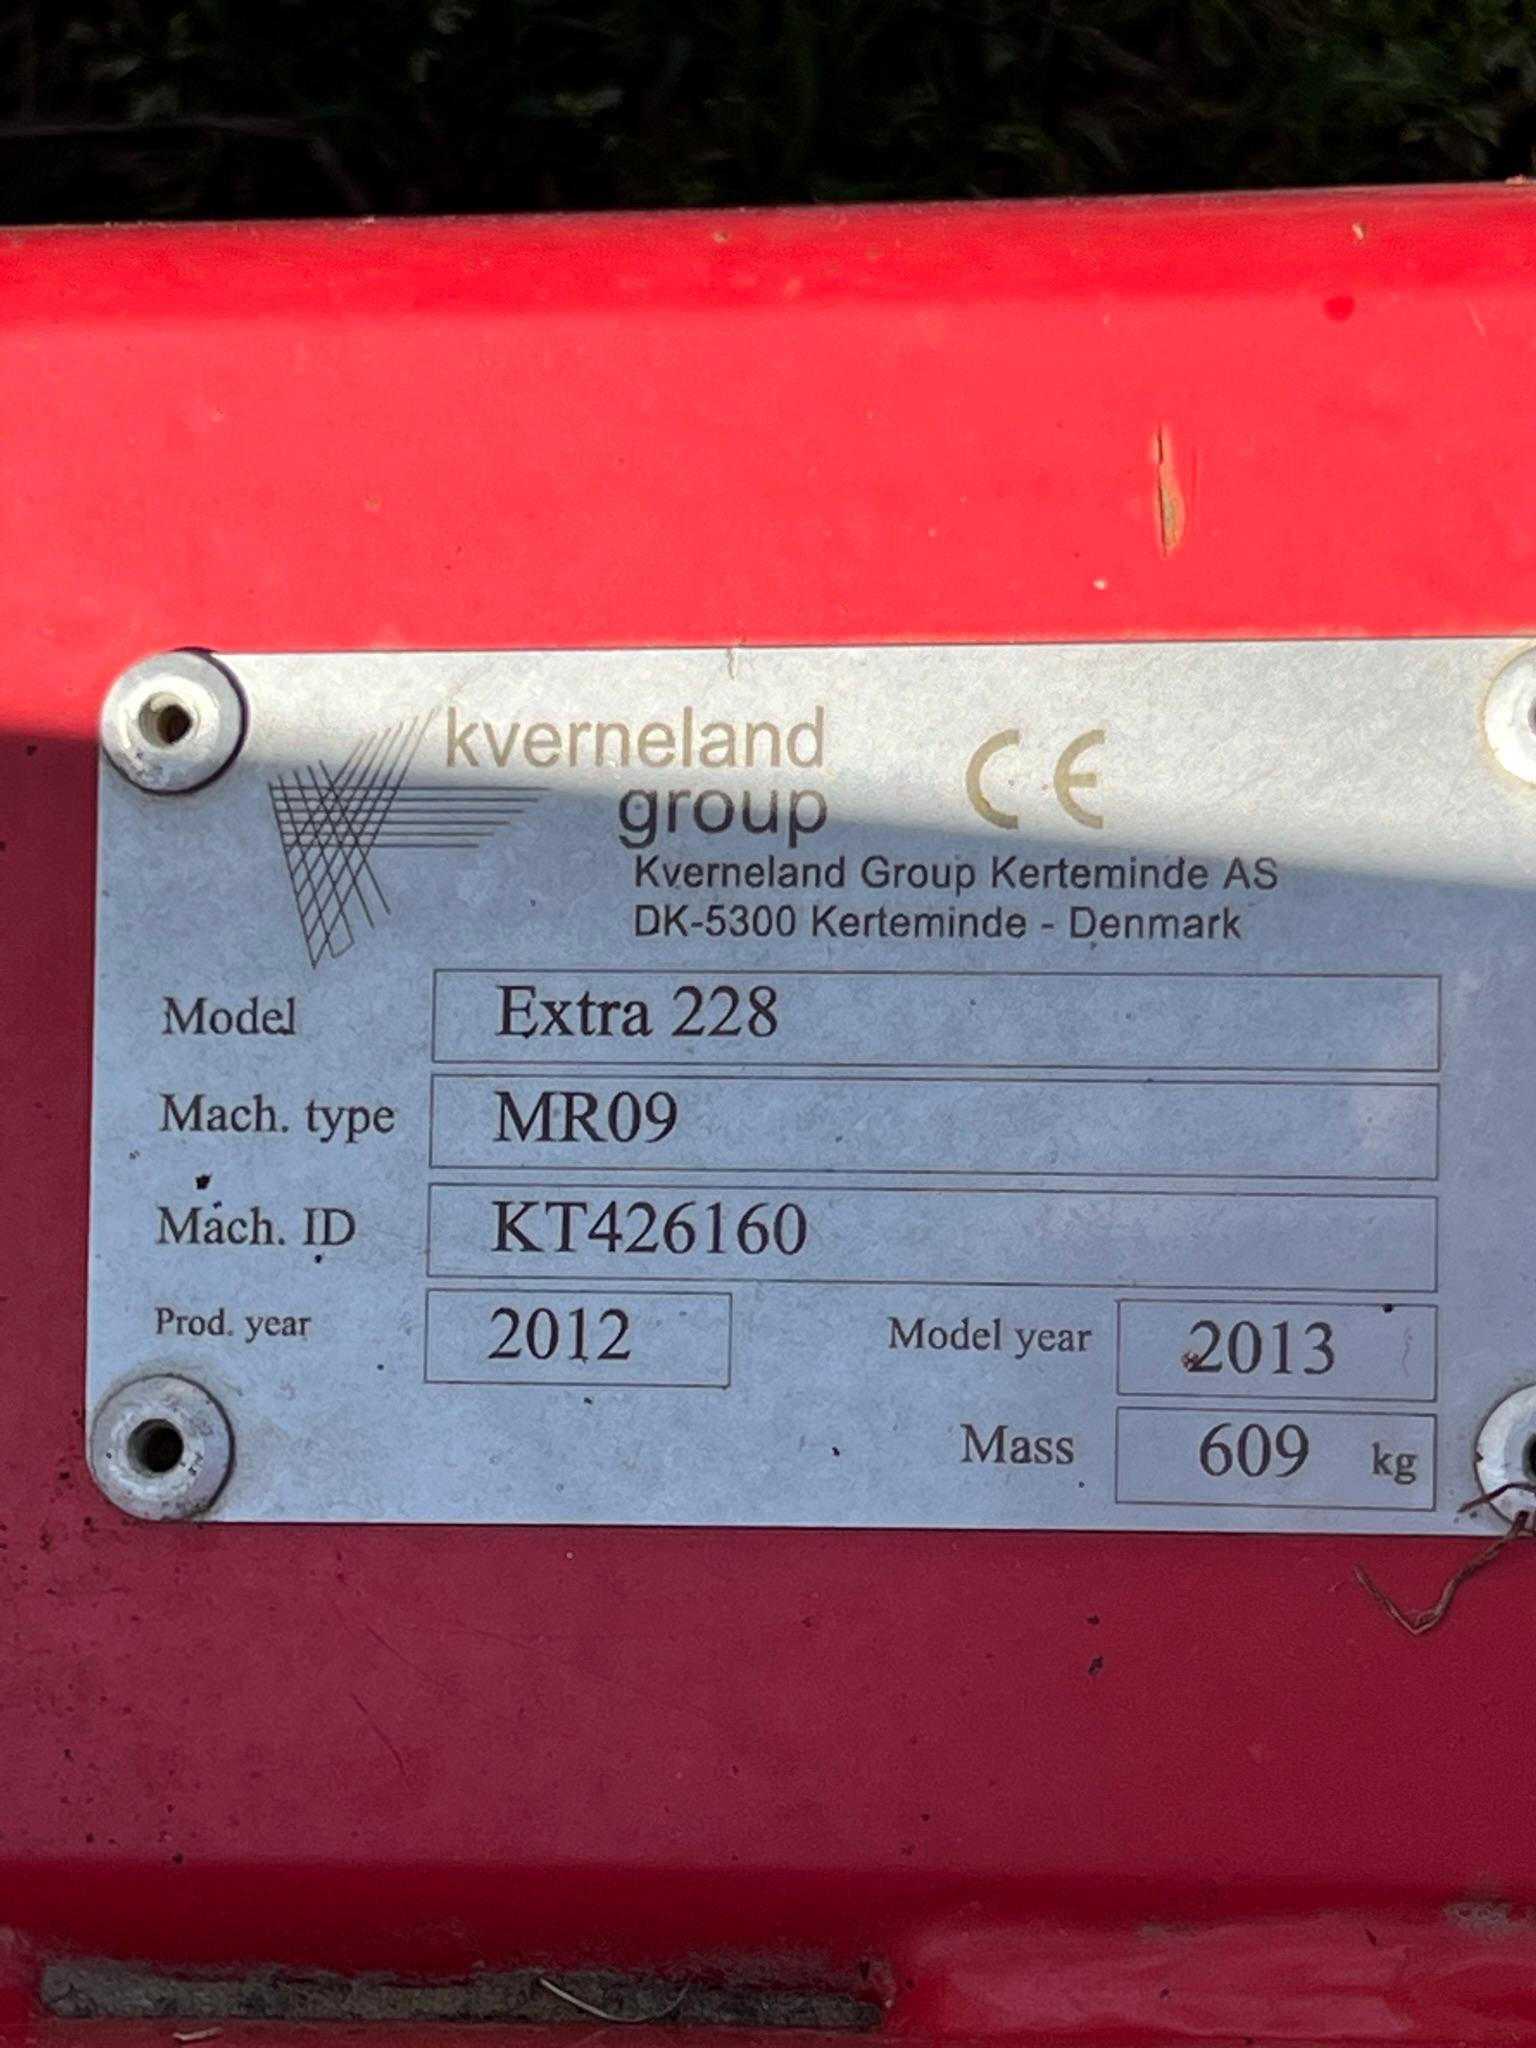 kverneland
group
CE
Kverneland Group Kerteminde AS
DK-5300 Kerteminde - Denmark
Model Extra 228
Mach. type MR09
Mach. ID KT426160
Prod. year 2012 Model year 2013
Mass 609 kg